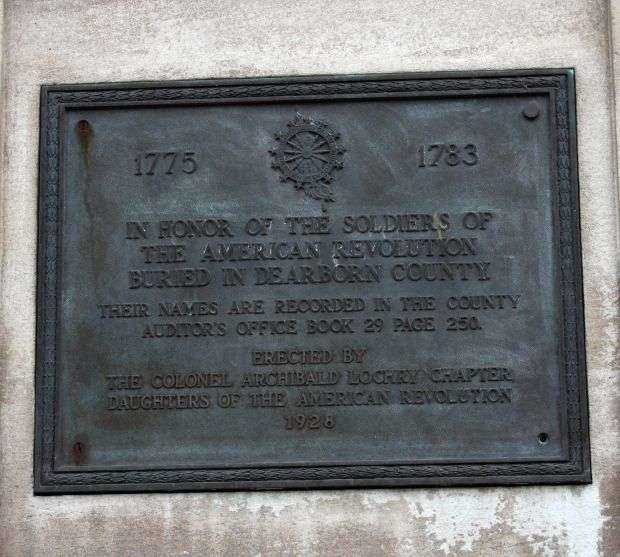 1775 1783
IN HONOR OF THE SOLDIERS OF
THE AMERICAN REVOLUTION
BURIED IN DEARBORN COUNTY
THEIR NAMES ARE RECORDED IN THE COUNTY
AUDITOR'S OFFICE BOOK 29 PAGE 250.
ERECTED BY
THE COLONEL ARCHIBALD LOCHRY CHAPTER,
DAUGHTERS OF THE AMERICAN REVOLUTION
1928